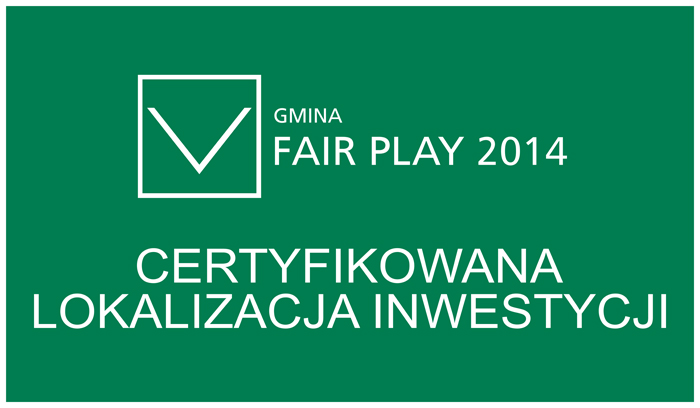 GMINA
FAIR PLAY 2014
CERTYFIKOWANA
LOKALIZACJA INWESTYCJI